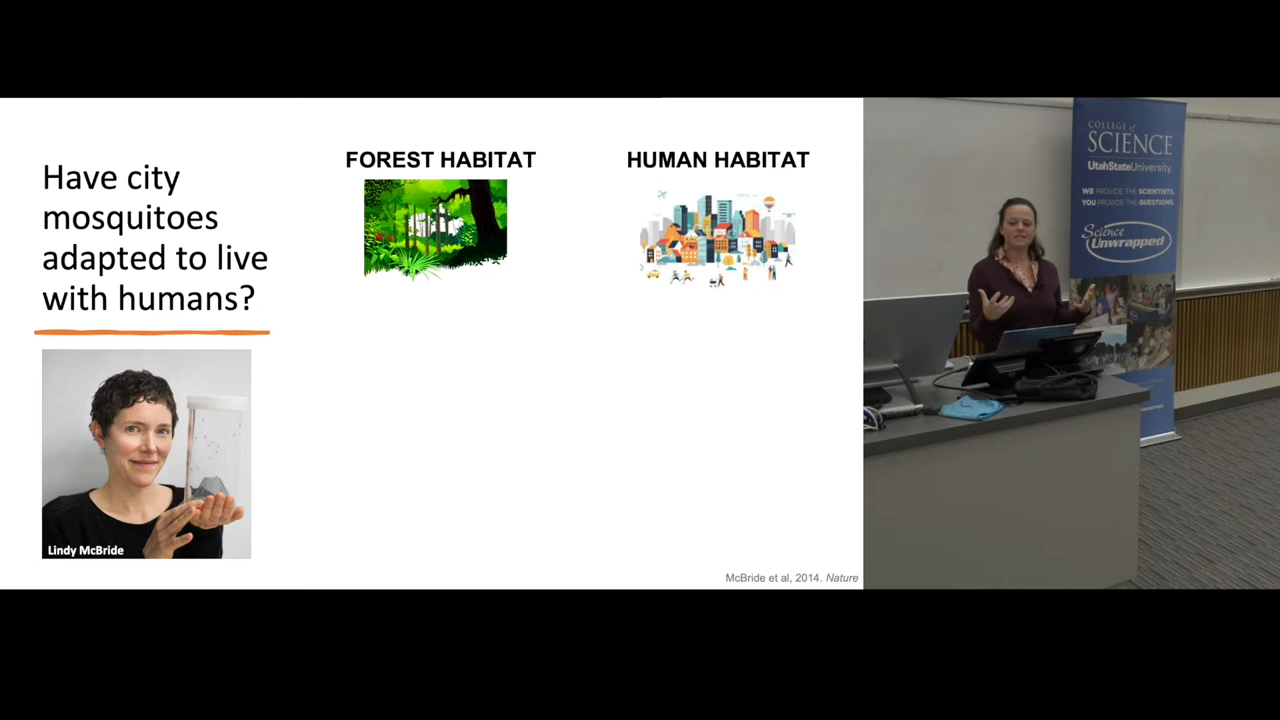 Have city
mosquitoes
adapted to live
with humans?
FOREST HABITAT
HUMAN HABITAT
Lindy McBride
McBride et al, 2014. Nature
COLLEGE of
SCIENCE
UtahStateUniversity
WE PROVIDE THE SCIENTISTS,
YOU PROVIDE THE QUESTIONS.
Science
Unwrapped